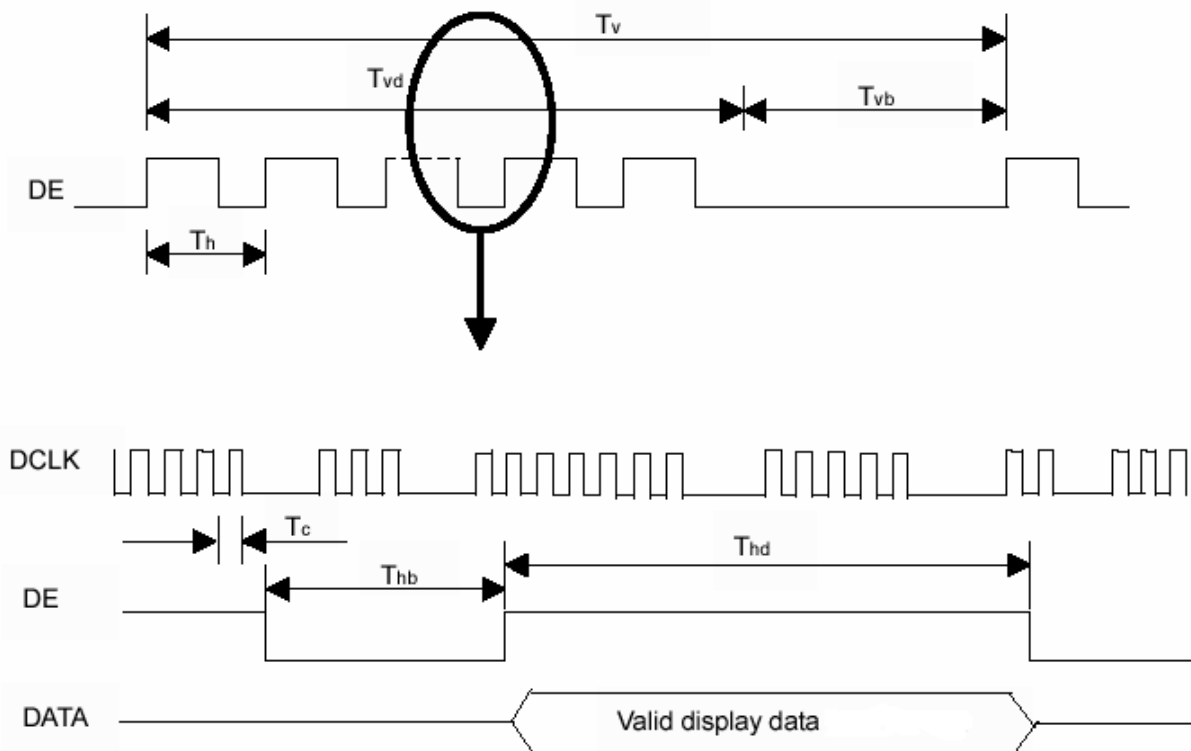 Tv
Tvd
Tvb
DE
Th
DCLK
Tc
Thd
Thb
DE
DATA
Valid display data